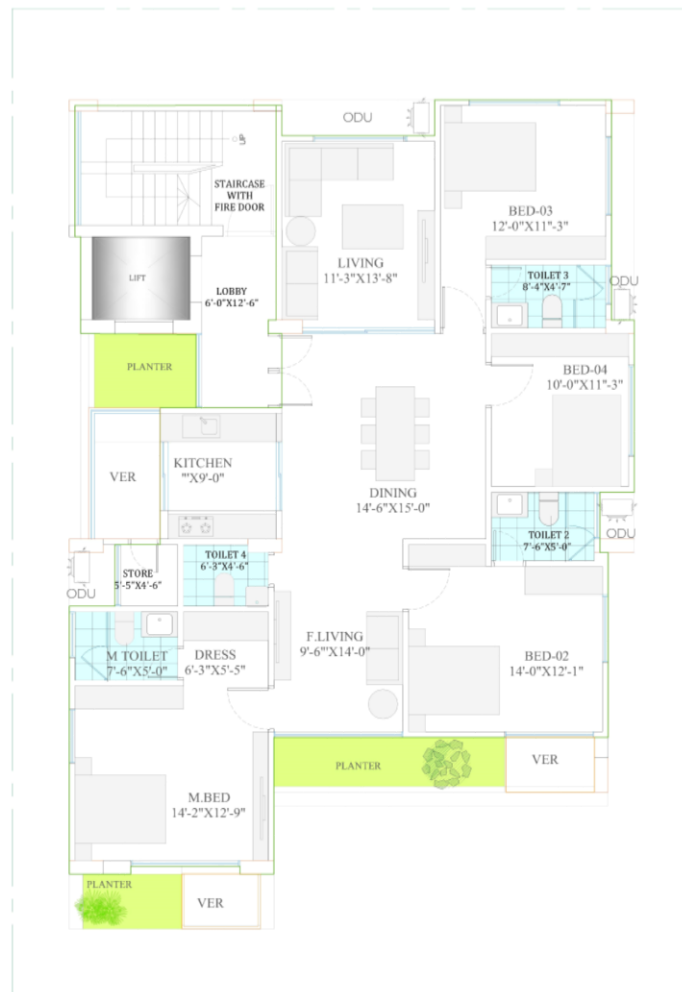 ODU
UP
STAIRCASE
WITH
FIRE DOOR
BED-03
12'-0"X11"-3"
LIVING
11'-3"X13'-8"
LIFT
LOBBY
6'-0"X12'-6"
TOILET 3
8'-4"X4'-7"
ODU
PLANTER
BED-04
10'-0"X11"-3"
KITCHEN
"'X9'-0"
VER
DINING
14'-6"X15'-0"
TOILET 2
7'-6"X5'-0"
ODU
TOILET 4
6'-3"X4'-6"
STORE
5'-5"X4'-6"
ODU
F.LIVING
9'-6"'X14'-0"
M TOILET
7'-6"X5'-0"
DRESS
6'-3"X5'-5"
BED-02
14'-0"X12'-1"
PLANTER
VER
M.BED
14'-2"X12'-9"
PLANTER
VER